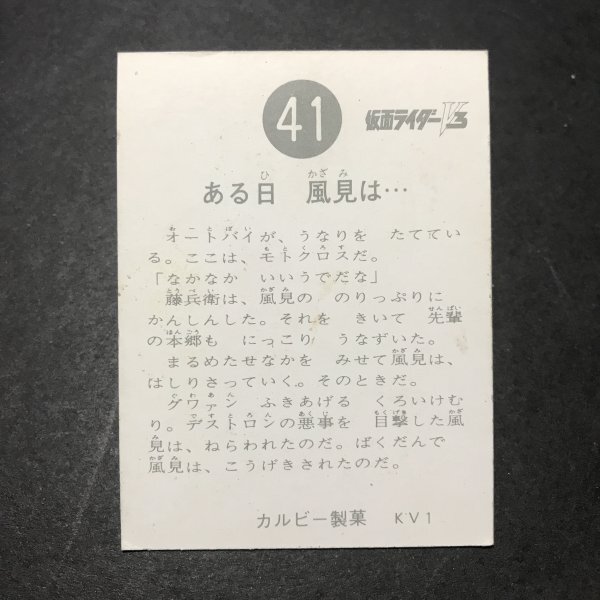 41
仮面ライダーV3
ある日 風見は…
オートバイが、うなりを たててい
る。ここは、モトクロスだ。
「なかなか いいうでだな」
藤兵衛は、風見の のりっぷりに
かんしんした。それを きいて 先輩
の本郷も にっこり うなずいた。
まるめたせなかを みせて風見は、
はしりさっていく。そのときだ。
グワァン ふきあげる くろいけむ
り。デストロンの悪事を 目撃した風
見は、ねらわれたのだ。ばくだんで
風見は、こうげきされたのだ。
カルビー製菓 KV1